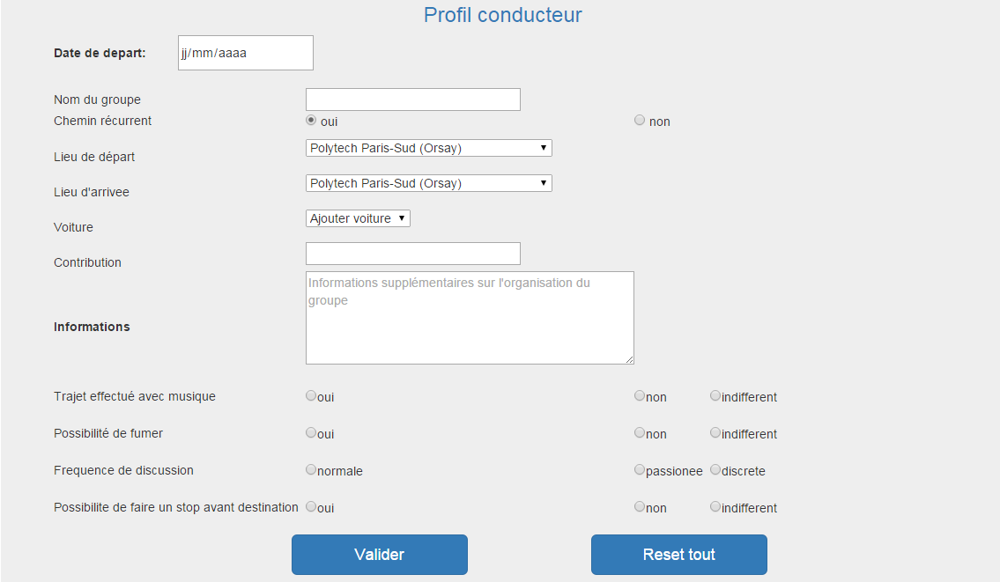 Profil conducteur
Date de depart: jj/mm/aaaa
Nom du groupe
Chemin récurrent oui non
Lieu de départ Polytech Paris-Sud (Orsay)
Lieu d'arrivee Polytech Paris-Sud (Orsay)
Voiture Ajouter voiture
Contribution
Informations supplémentaires sur l'organisation du
groupe
Informations
Trajet effectué avec musique oui non indifferent
Possibilité de fumer oui non indifferent
Frequence de discussion normale passionee discrete
Possibilite de faire un stop avant destination oui non indifferent
Valider Reset tout